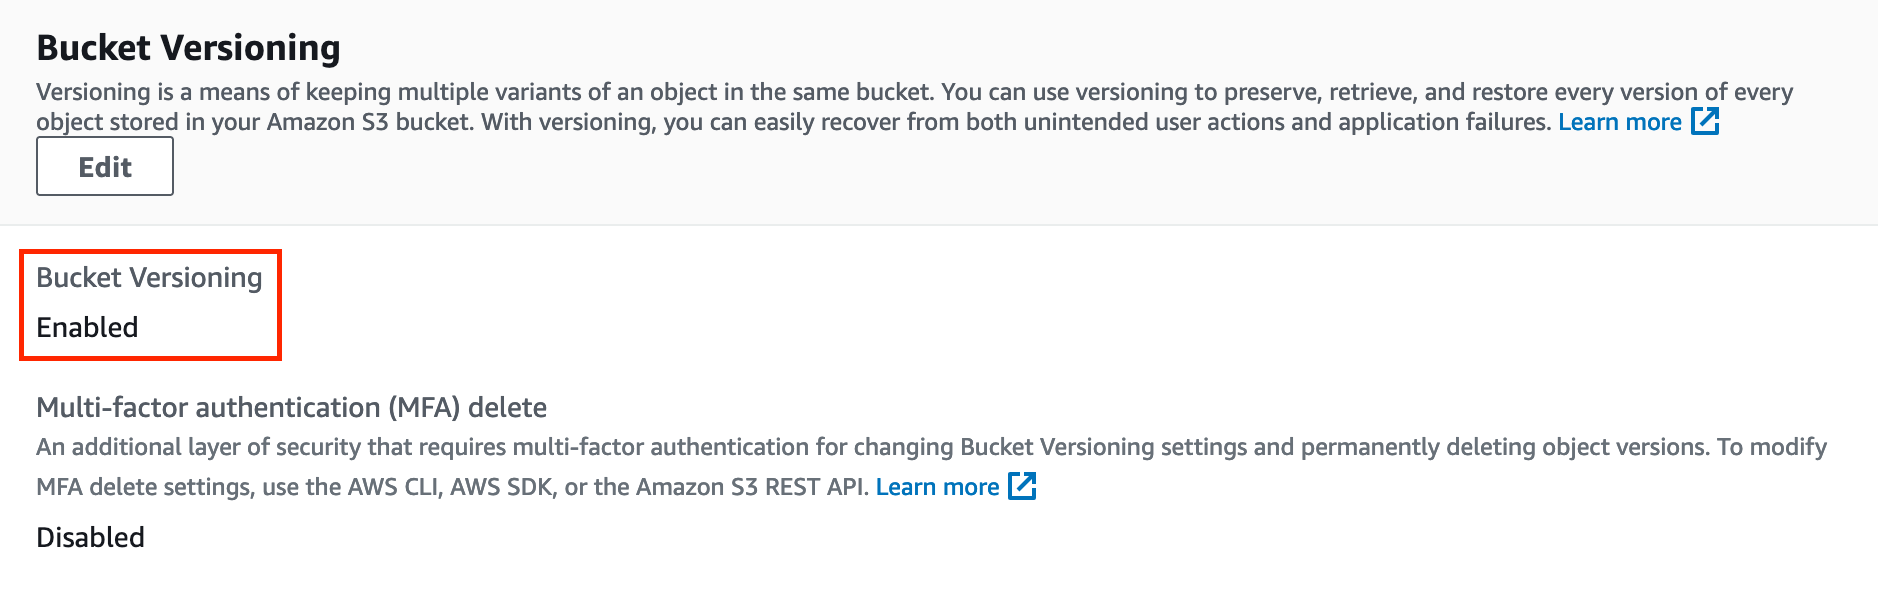 Bucket Versioning
Versioning is a means of keeping multiple variants of an object in the same bucket. You can use versioning to preserve, retrieve, and restore every version of every
object stored in your Amazon S3 bucket. With versioning, you can easily recover from both unintended user actions and application failures. Learn more
Edit
Bucket Versioning
Enabled
Multi-factor authentication (MFA) delete
An additional layer of security that requires multi-factor authentication for changing Bucket Versioning settings and permanently deleting object versions. To modify
MFA delete settings, use the AWS CLI, AWS SDK, or the Amazon S3 REST API. Learn more
Disabled